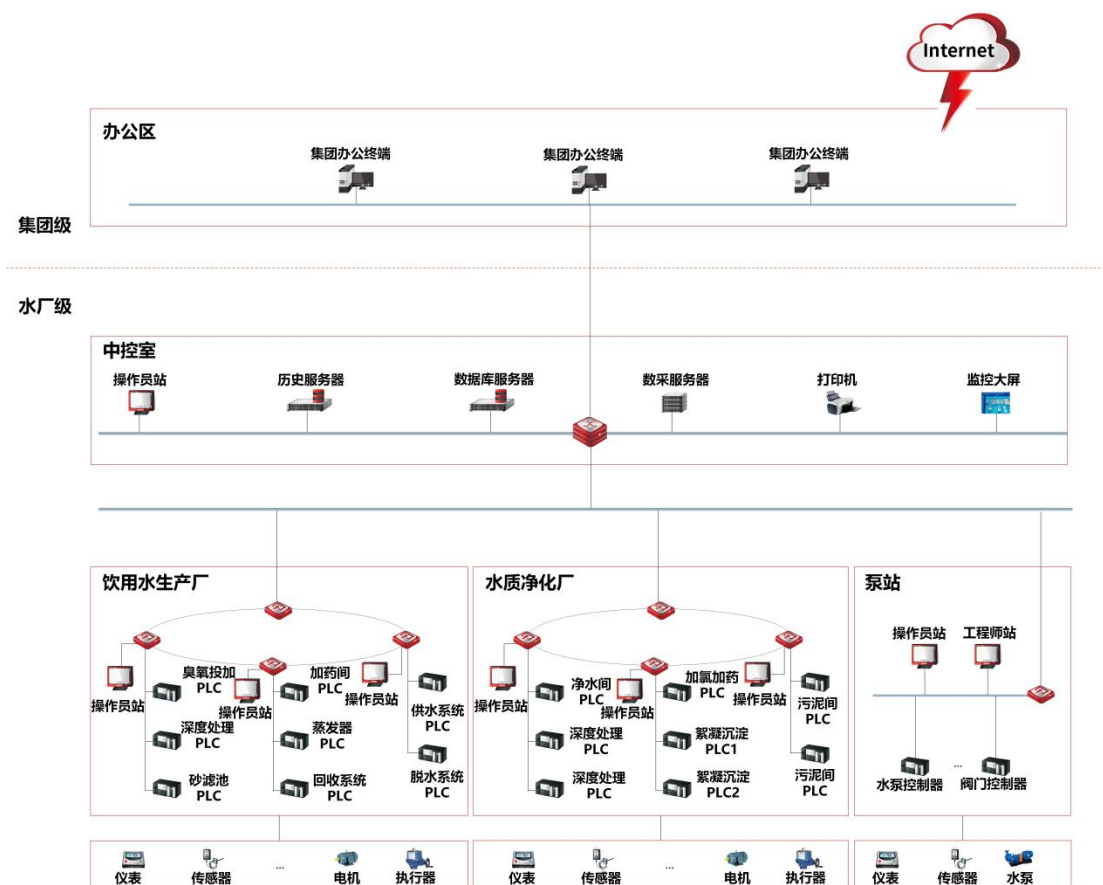 Internet
办公区
集团办公终端
集团办公终端
集团办公终端
集团级
水厂级
中控室
操作员站
历史服务器
数据库服务器
数采服务器
打印机
监控大屏
饮用水生产厂
操作员站
臭氧投加
PLC
深度处理
PLC
砂滤池
PLC
操作员站
加药间
PLC
蒸发器
PLC
回收系统
PLC
操作员站
供水系统
PLC
脱水系统
PLC
水质净化厂
操作员站
净水间
PLC
深度处理
PLC
深度处理
PLC
操作员站
加氯加药
PLC
絮凝沉淀
PLC1
絮凝沉淀
PLC2
操作员站
污泥间
PLC
污泥间
PLC
泵站
操作员站
工程师站
水泵控制器
...
阀门控制器
仪表
传感器
...
电机
执行器
仪表
传感器
...
电机
执行器
仪表
传感器
水泵